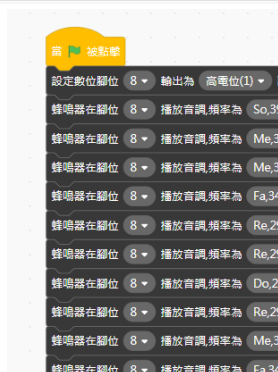 當 被點擊
設定數位腳位 8 輸出為 高電位(1)
蜂鳴器在腳位 8 播放音調,頻率為 So,39
蜂鳴器在腳位 8 播放音調,頻率為 Me,3
蜂鳴器在腳位 8 播放音調,頻率為 Me,3
蜂鳴器在腳位 8 播放音調,頻率為 Fa,34
蜂鳴器在腳位 8 播放音調,頻率為 Re,29
蜂鳴器在腳位 8 播放音調,頻率為 Re,29
蜂鳴器在腳位 8 播放音調,頻率為 Do,2
蜂鳴器在腳位 8 播放音調,頻率為 Re,29
蜂鳴器在腳位 8 播放音調,頻率為 Me,3
蜂鳴器在腳位 8 播放音調,頻率為 Fa,34